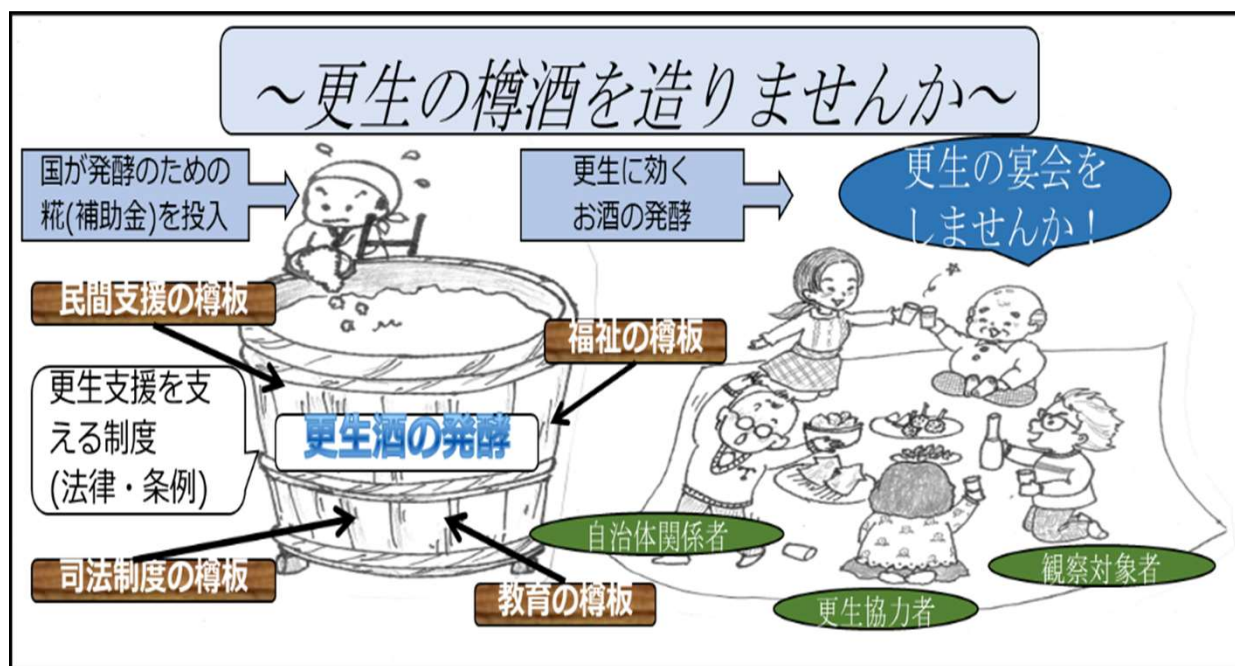 ～更生の樽酒を造りませんか～
国が発酵のための
糀(補助金)を投入
更生に効く
お酒の発酵
更生の宴会を
しませんか！
民間支援の樽板
福祉の樽板
更生支援を支
える制度
(法律・条例)
更生酒の発酵
司法制度の樽板
教育の樽板
自治体関係者
更生協力者
観察対象者